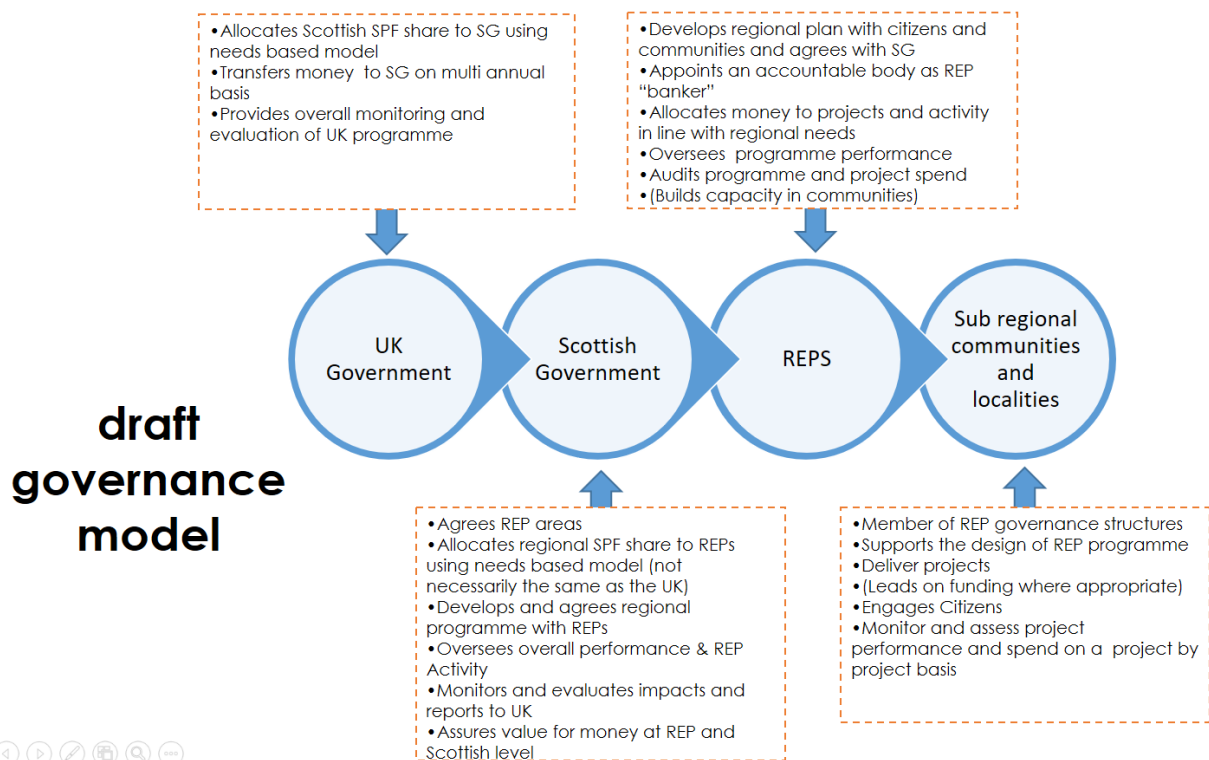 •Allocates Scottish SPF share to SG using
needs based model
•Transfers money  to SG on multi annual
basis
•Provides overall monitoring and
evaluation of UK programme
•Develops regional plan with citizens and
communities and agrees with SG
•Appoints an accountable body as REP
“banker”
•Allocates money to projects and activity
in line with regional needs
•Oversees  programme performance
•Audits programme and project spend
•(Builds capacity in communities)
UK
Government
Scottish
Government
REPS
Sub regional
communities
and
localities
draft
governance
model
•Agrees REP areas
•Allocates regional SPF share to REPs
using needs based model (not
necessarily the same as the UK)
•Develops and agrees regional
programme with REPs
•Oversees overall performance & REP
Activity
•Monitors and evaluates impacts and
reports to UK
•Assures value for money at REP and
Scottish level
•Member of REP governance structures
•Supports the design of REP programme
•Deliver projects
•(Leads on funding where appropriate)
•Engages Citizens
•Monitor and assess project
performance and spend on a  project by
project basis